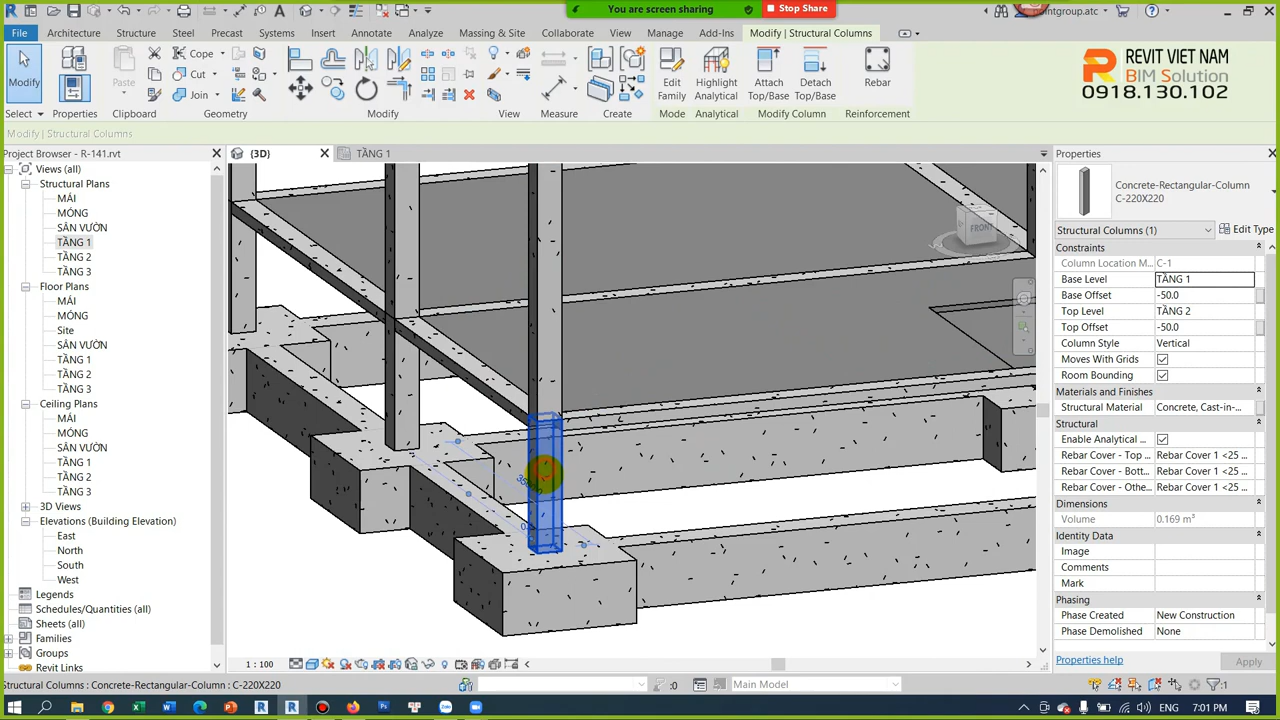 You are screen sharing
Stop Share
ointgroup.atc
File
Architecture
Structure
Steel
Precast
Systems
Insert
Annotate
Analyze
Massing & Site
Collaborate
View
Manage
Add-Ins
Modify | Structural Columns
Modify
Paste
Cope
Cut
Join
Edit Family
Highlight Analytical
Attach Top/Base
Detach Top/Base
Rebar
Select
Properties
Clipboard
Geometry
Modify
View
Measure
Create
Mode
Analytical
Modify Column
Reinforcement
REVIT VIET NAM
BIM Solution
0918.130.102
Modify | Structural Columns
Project Browser - R-141.rvt
{3D}
TẦNG 1
Properties
Views (all)
Structural Plans
MÁI
MÓNG
SÂN VƯỜN
TẦNG 1
TẦNG 2
TẦNG 3
Floor Plans
MÁI
MÓNG
Site
SÂN VƯỜN
TẦNG 1
TẦNG 2
TẦNG 3
Ceiling Plans
MÁI
MÓNG
SÂN VƯỜN
TẦNG 1
TẦNG 2
TẦNG 3
3D Views
Elevations (Building Elevation)
East
North
South
West
Legends
Schedules/Quantities (all)
Sheets (all)
Families
Groups
Revit Links
FRONT
Concrete-Rectangular-Column
C-220X220
Structural Columns (1)
Edit Type
Constraints
Column Location M... C-1
Base Level TẦNG 1
Base Offset -50.0
Top Level TẦNG 2
Top Offset -50.0
Column Style Vertical
Moves With Grids
Room Bounding
Materials and Finishes
Structural Material Concrete, Cast-in-...
Structural
Enable Analytical ...
Rebar Cover - Top ... Rebar Cover 1 <25 ...
Rebar Cover - Bott... Rebar Cover 1 <25 ...
Rebar Cover - Othe... Rebar Cover 1 <25 ...
Dimensions
Volume 0.169 m³
Identity Data
Image
Comments
Mark
Phasing
Phase Created New Construction
Phase Demolished None
Properties help
Apply
1 : 100
Structural Columns : Concrete-Rectangular-Column : C-220X220
:0
Main Model
:1
ENG
7:01 PM